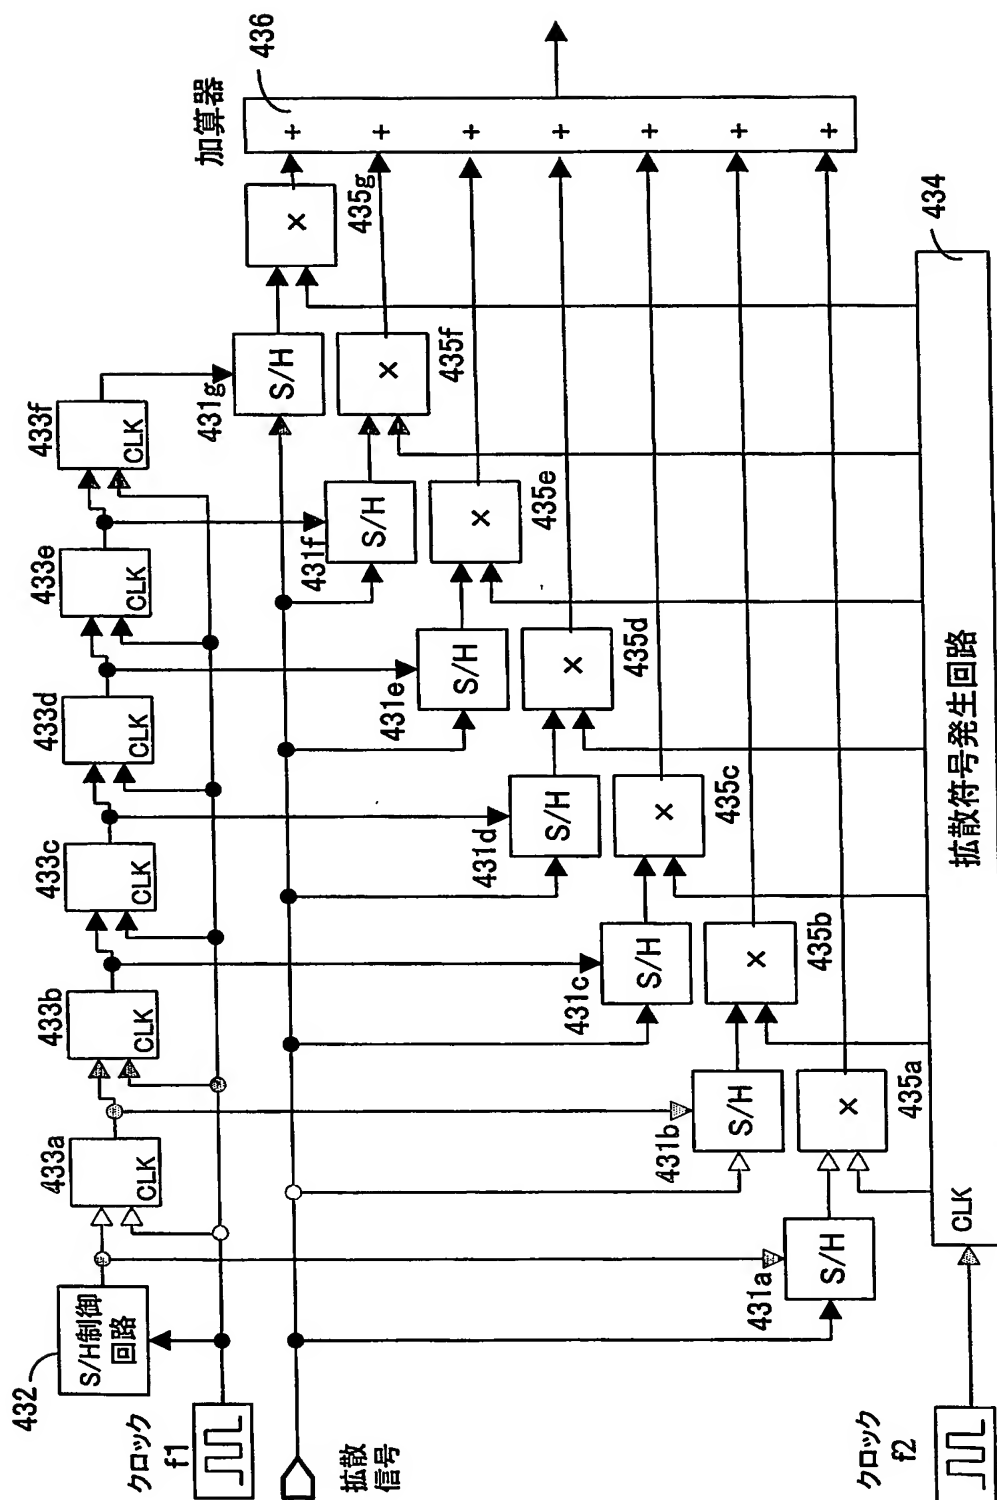 432
S/H制御
回路
433a
CLK
433b
CLK
433c
CLK
433d
CLK
433e
CLK
433f
CLK
クロック
f1
拡散
信号
431a
S/H
431b
S/H
431c
S/H
431d
S/H
431e
S/H
431f
S/H
431g
S/H
435a
×
435b
×
435c
×
435d
×
435e
×
435f
×
435g
×
加算器
436
+
+
+
+
+
+
+
クロック
f2
CLK
拡散符号発生回路
434